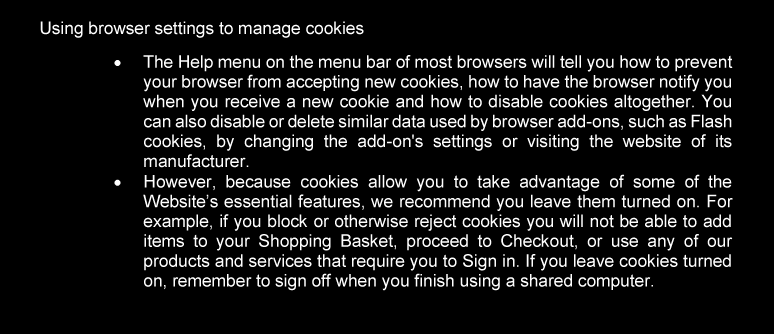 Using browser settings to manage cookies
• The Help menu on the menu bar of most browsers will tell you how to prevent
your browser from accepting new cookies, how to have the browser notify you
when you receive a new cookie and how to disable cookies altogether. You
can also disable or delete similar data used by browser add-ons, such as Flash
cookies, by changing the add-on's settings or visiting the website of its
manufacturer.
• However, because cookies allow you to take advantage of some of the
Website’s essential features, we recommend you leave them turned on. For
example, if you block or otherwise reject cookies you will not be able to add
items to your Shopping Basket, proceed to Checkout, or use any of our
products and services that require you to Sign in. If you leave cookies turned
on, remember to sign off when you finish using a shared computer.